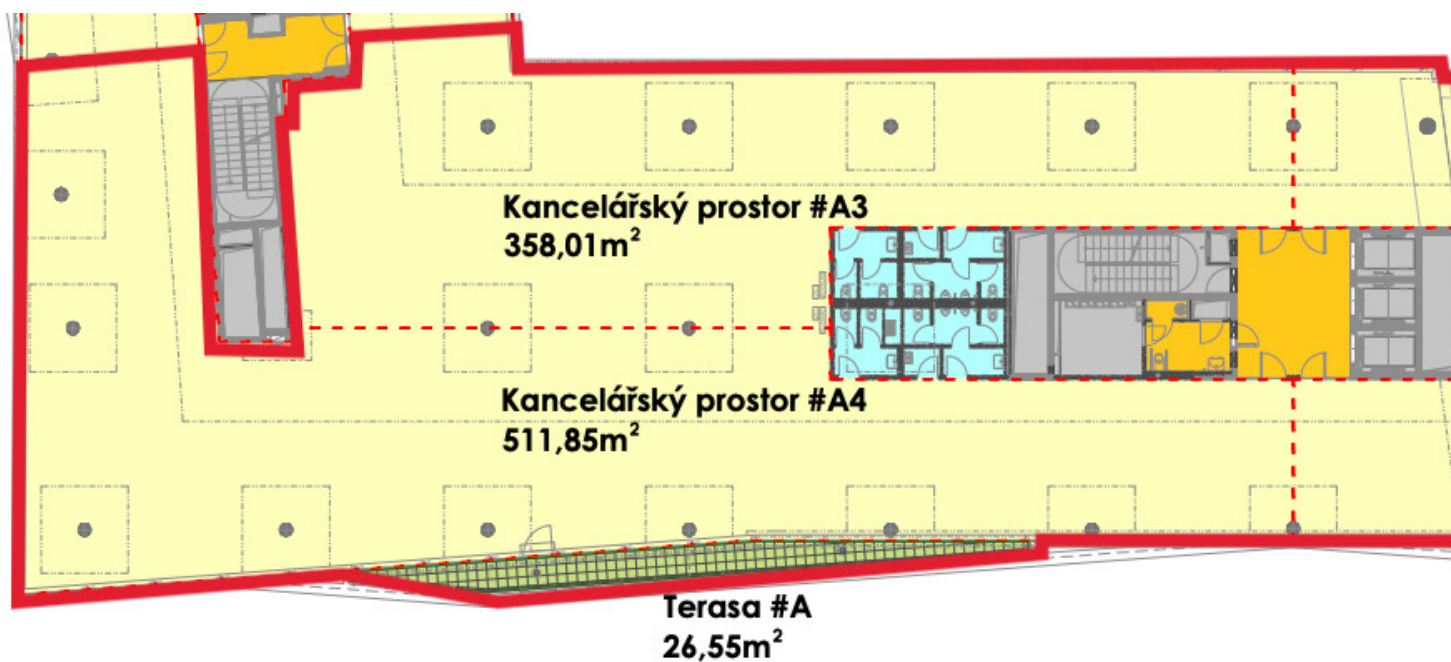 Kancelářský prostor #A3
358,01m²
Kancelářský prostor #A4
511,85m²
Terasa #A
26,55m²